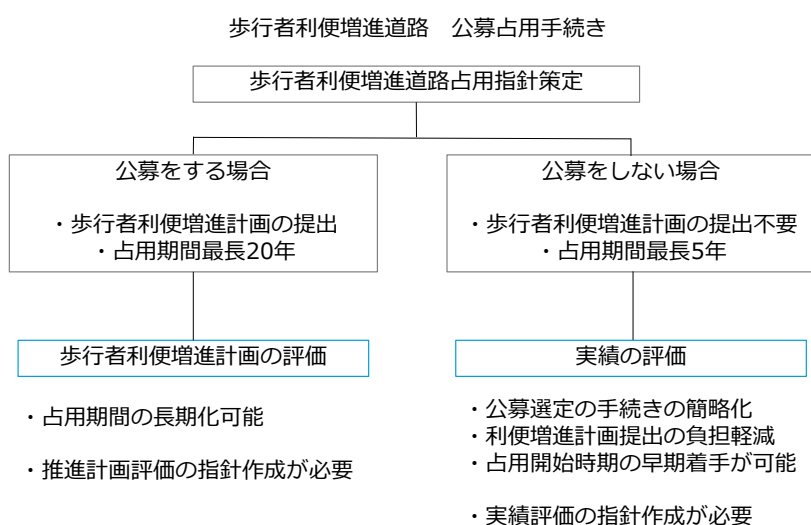 歩行者利便増進道路　公募占用手続き
歩行者利便増進道路占用指針策定
公募をする場合
・歩行者利便増進計画の提出
・占用期間最長20年
公募をしない場合
・歩行者利便増進計画の提出不要
・占用期間最長5年
歩行者利便増進計画の評価
・占用期間の長期化可能
・推進計画評価の指針作成が必要
実績の評価
・公募選定の手続きの簡略化
・利便増進計画提出の負担軽減
・占用開始時期の早期着手が可能
・実績評価の指針作成が必要